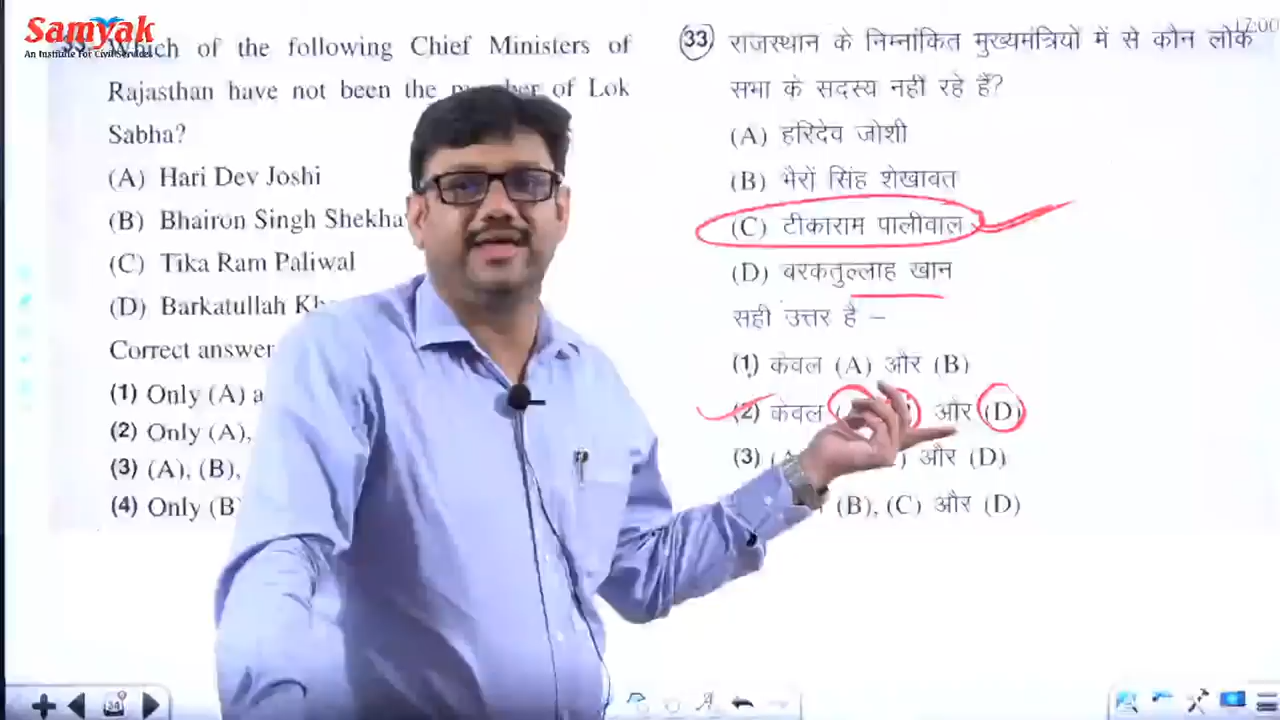 Samyak
An Institute For Civil Services
17:00
of the following Chief Ministers of
Rajasthan have not been the of Lok
Sabha?
(A) Hari Dev Joshi
(B) Bhairon Singh
(C) Tika Ram Paliwal
(D) Barkatullah
Correct answer
(1) Only (A)
(2) Only (A),
(3) (A), (B),
(4) Only (B
33 राजस्थान के निम्नांकित मुख्यमंत्रियों में से कौन लोक
सभा के सदस्य नहीं रहे हैं?
(A) हरिदेव जोशी
(B) भैरों सिंह शेखावत
(C) टीकाराम पालीवाल
(D) बरकतुल्लाह खान
सही उत्तर है –
(1) केवल (A) और (B)
(2) केवल और (D)
(3) और (D)
(B), (C) और (D)
34